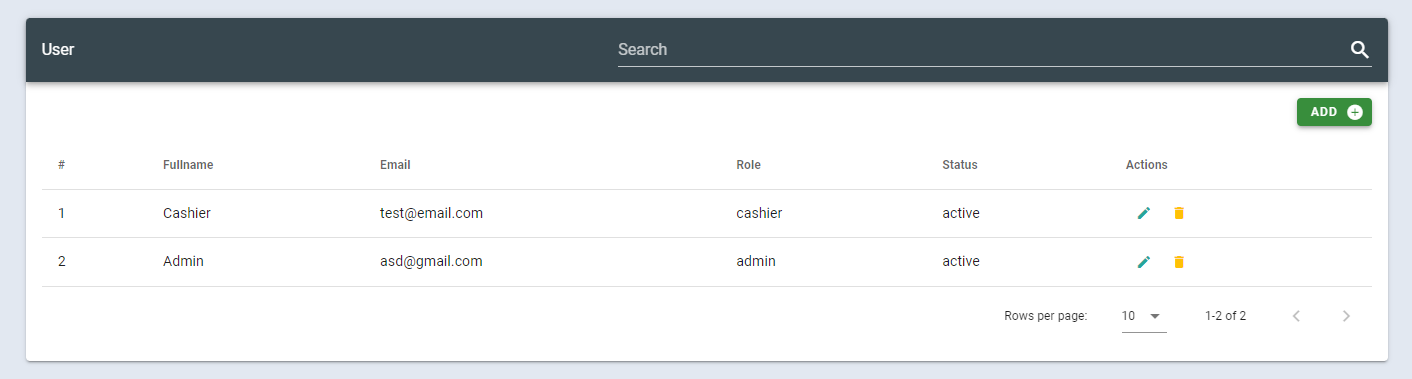 User Search
ADD
# Fullname Email Role Status Actions
1 Cashier test@email.com cashier active
2 Admin asd@gmail.com admin active
Rows per page: 10 1-2 of 2